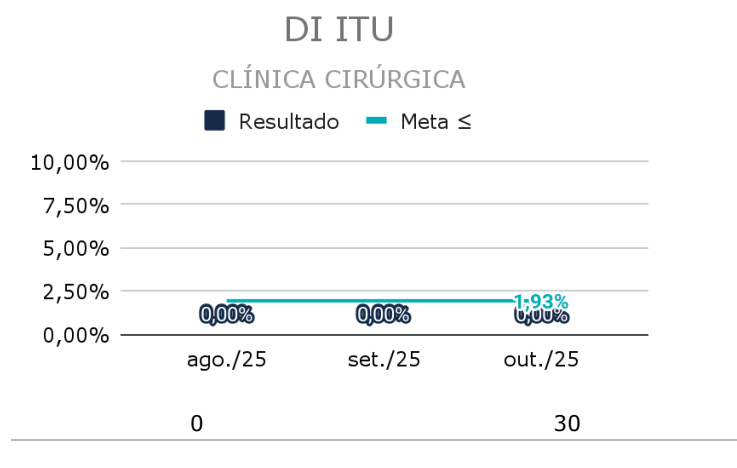 DI ITU
CLÍNICA CIRÚRGICA
Resultado Meta ≤
10,00%
7,50%
5,00%
2,50%
0,00%
1,93%
0,00% 0,00% 0,00%
ago./25 set./25 out./25
0 30